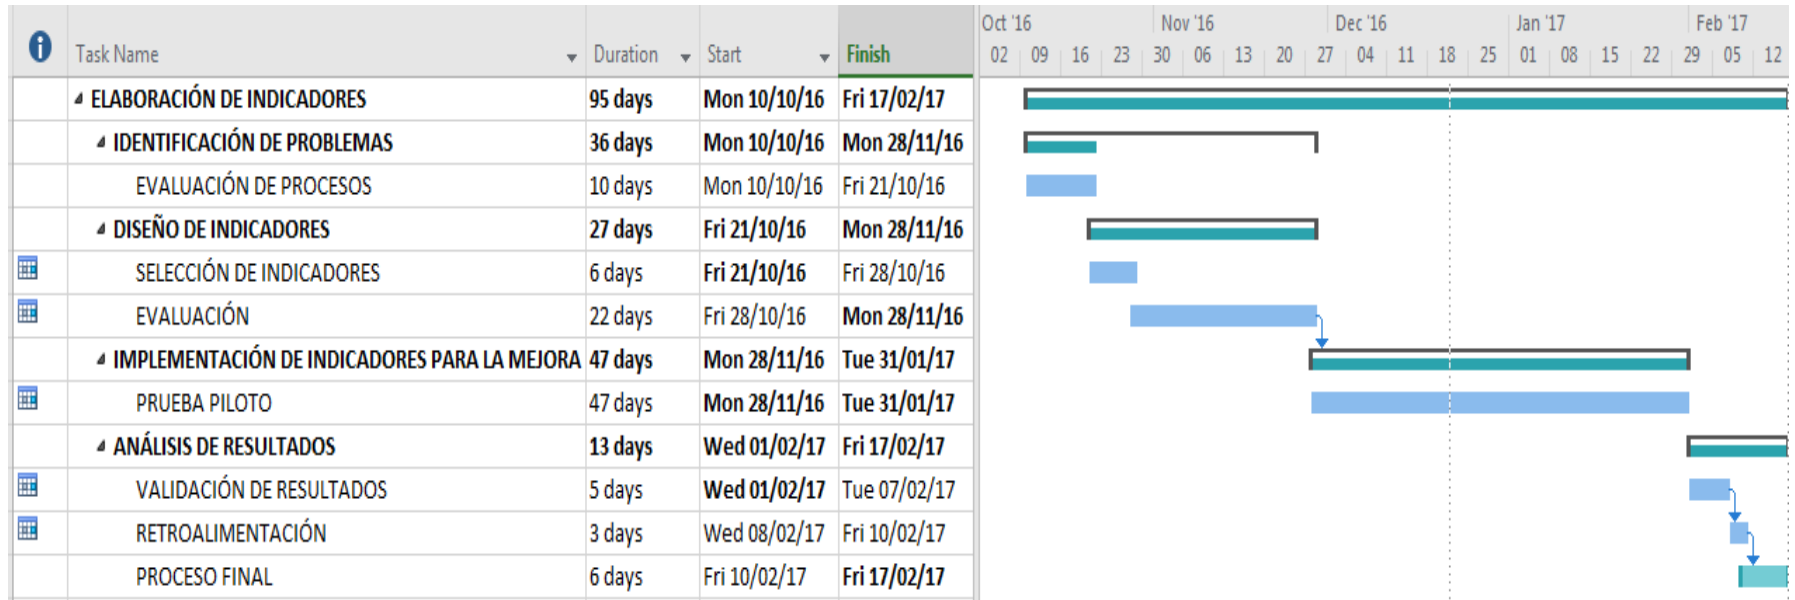 Oct '16 Nov '16 Dec '16 Jan '17 Feb '17
Task Name Duration Start Finish 02 09 16 23 30 06 13 20 27 04 11 18 25 01 08 15 22 29 05 12
ELABORACIÓN DE INDICADORES 95 days Mon 10/10/16 Fri 17/02/17
IDENTIFICACIÓN DE PROBLEMAS 36 days Mon 10/10/16 Mon 28/11/16
EVALUACIÓN DE PROCESOS 10 days Mon 10/10/16 Fri 21/10/16
DISEÑO DE INDICADORES 27 days Fri 21/10/16 Mon 28/11/16
SELECCIÓN DE INDICADORES 6 days Fri 21/10/16 Fri 28/10/16
EVALUACIÓN 22 days Fri 28/10/16 Mon 28/11/16
IMPLEMENTACIÓN DE INDICADORES PARA LA MEJORA 47 days Mon 28/11/16 Tue 31/01/17
PRUEBA PILOTO 47 days Mon 28/11/16 Tue 31/01/17
ANÁLISIS DE RESULTADOS 13 days Wed 01/02/17 Fri 17/02/17
VALIDACIÓN DE RESULTADOS 5 days Wed 01/02/17 Tue 07/02/17
RETROALIMENTACIÓN 3 days Wed 08/02/17 Fri 10/02/17
PROCESO FINAL 6 days Fri 10/02/17 Fri 17/02/17